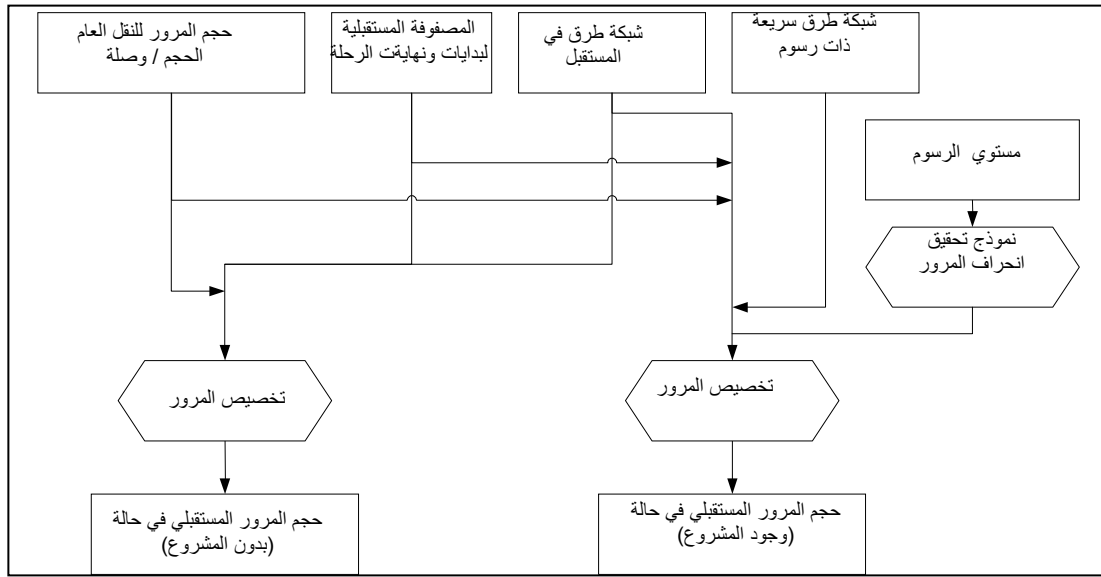 حجم المرور للنقل العام
الحجم / وصلة
المصفوفة المستقبلية
لبدايات ونهايةت الرحلة
شبكة طرق في
المستقبل
شبكة طرق سريعة
ذات رسوم
مستوي الرسوم
نموذج تحقيق
انحراف المرور
تخصيص المرور
تخصيص المرور
حجم المرور المستقبلي في حالة
(بدون المشروع)
حجم المرور المستقبلي في حالة
(وجود المشروع)